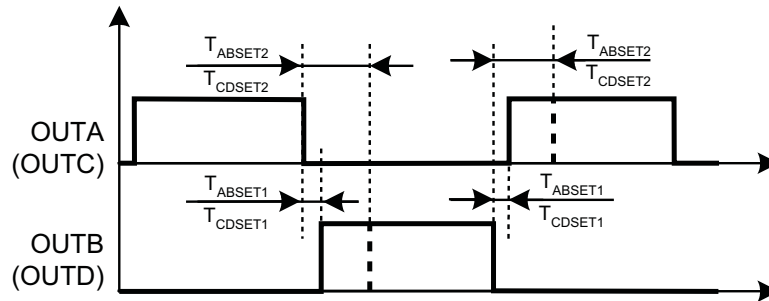 TABSET2
TCDSET2
TABSET2
TCDSET2
OUTA
(OUTC)
TABSET1
TCDSET1
TABSET1
TCDSET1
OUTB
(OUTD)